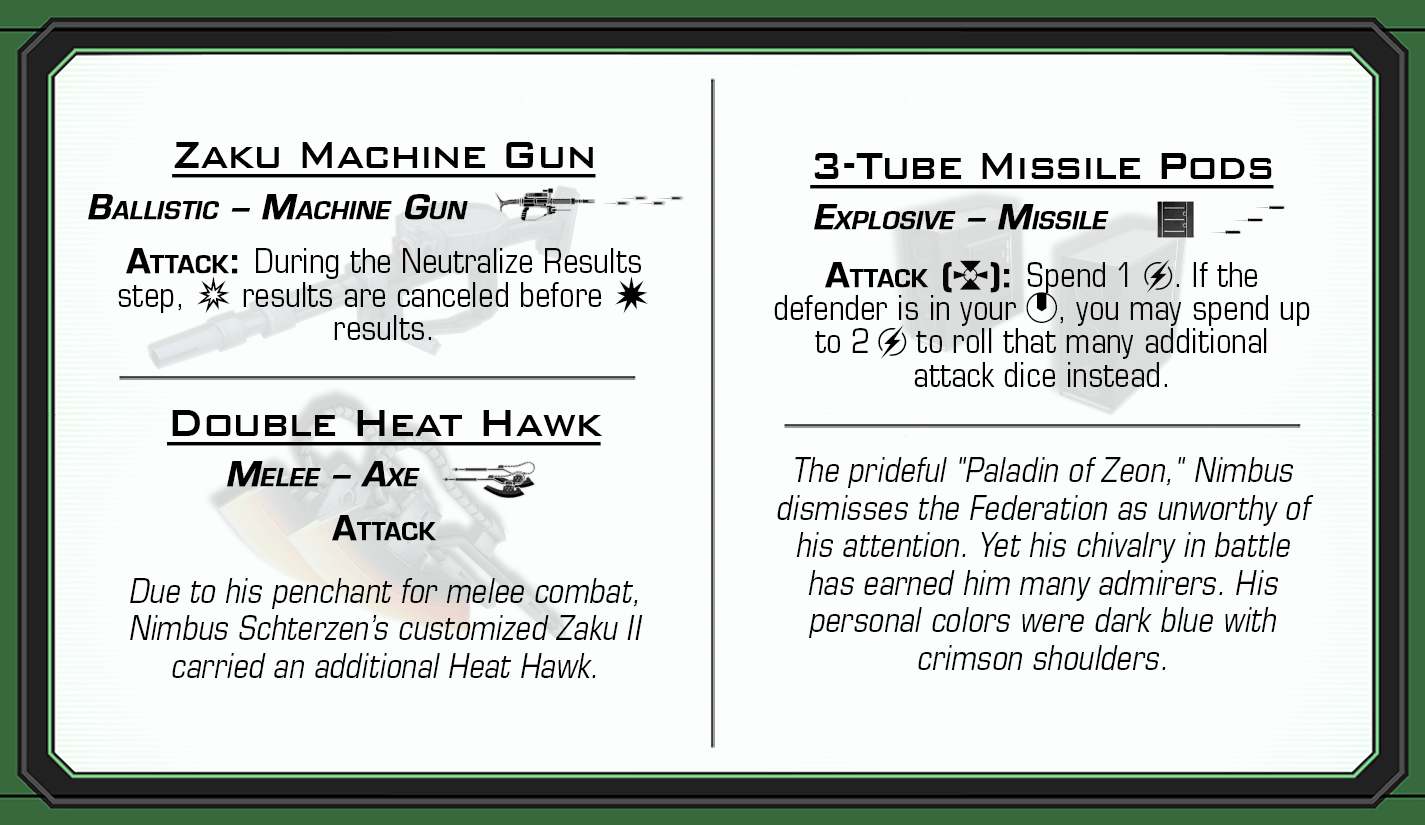 Zaku Machine Gun
Ballistic – Machine Gun
Attack: During the Neutralize Results
step, results are canceled before
results.
Double Heat Hawk
Melee – Axe
Attack
Due to his penchant for melee combat,
Nimbus Schterzen's customized Zaku II
carried an additional Heat Hawk.
3-Tube Missile Pods
Explosive – Missile
Attack ( ): Spend 1 . If the
defender is in your , you may spend up
to 2 to roll that many additional
attack dice instead.
The prideful "Paladin of Zeon," Nimbus
dismisses the Federation as unworthy of
his attention. Yet his chivalry in battle
has earned him many admirers. His
personal colors were dark blue with
crimson shoulders.